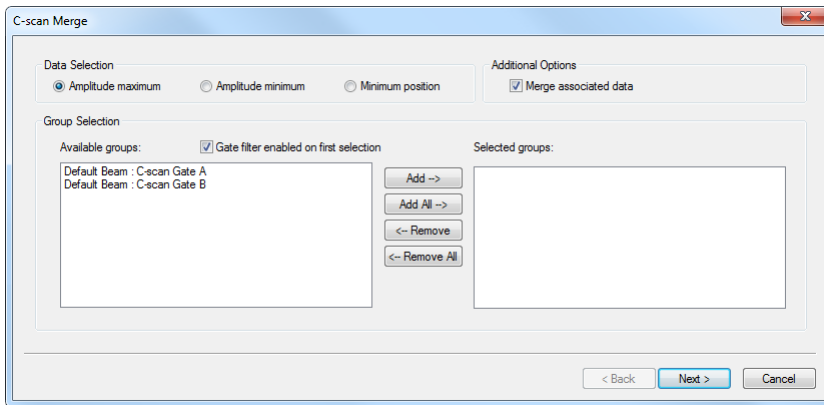 C-scan Merge
Data Selection
Amplitude maximum Amplitude minimum Minimum position
Additional Options
Merge associated data
Group Selection
Available groups: Gate filter enabled on first selection
Default Beam : C-scan Gate A
Default Beam : C-scan Gate B
Add -->
Add All -->
<-- Remove
<-- Remove All
Selected groups:
< Back Next > Cancel